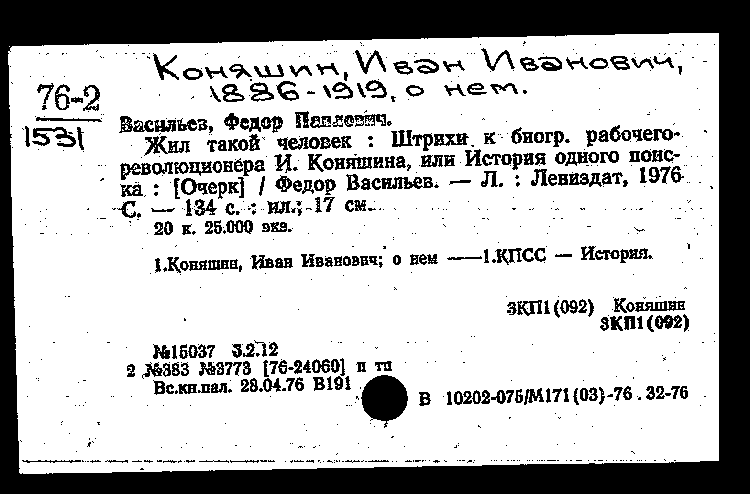 Коняшин, Иван Иванович,
1886-1919, о нем.
76-2
1531
Васильев, Федор Павлович.
Жил такой человек : Штрихи к биогр. рабочего-
революционера И. Коняшина, или История одного поис-
ка : [Очерк] / Федор Васильев. — Л. : Лениздат, 1976
С. — 134 с. : ил.; 17 см.
20 к. 25.000 экз.
1.Коняшин, Иван Иванович; о нем ——1.КПСС — История.
3КП1(092) Коняшин
3КП1(092)
№15037 3.2.12
2 №383 №3773 [76-24060] п тп
Вс.кн.пал. 28.04.76 В191
В 10202-075/М171(03)-76 . 32-76